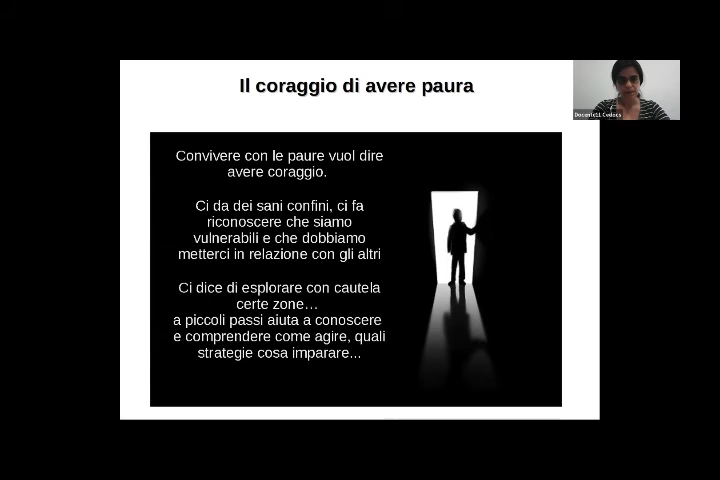 Il coraggio di avere paura
Docente11 Cedocs
Convivere con le paure vuol dire
avere coraggio.
Ci da dei sani confini, ci fa
riconoscere che siamo
vulnerabili e che dobbiamo
metterci in relazione con gli altri
Ci dice di esplorare con cautela
certe zone…
a piccoli passi aiuta a conoscere
e comprendere come agire, quali
strategie cosa imparare...